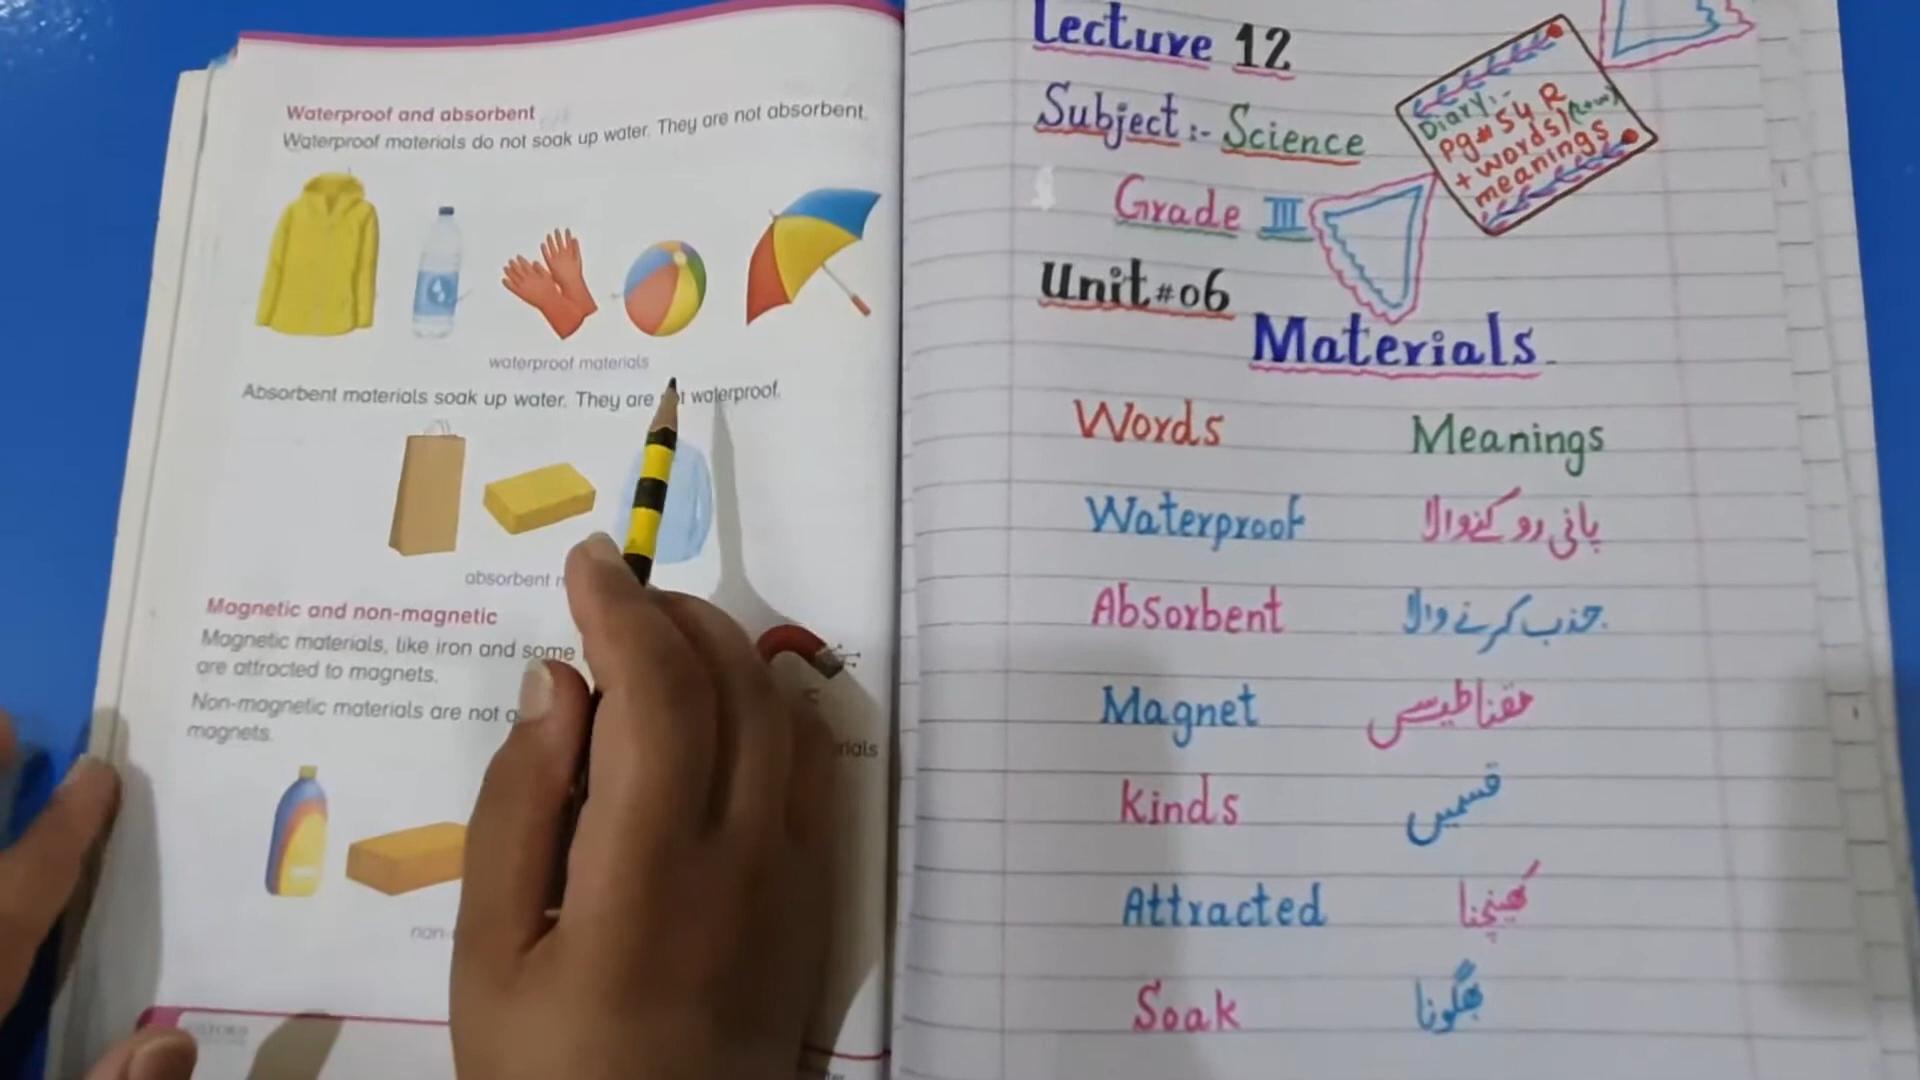 Waterproof and absorbent
Waterproof materials do not soak up water. They are not absorbent.
waterproof materials
Absorbent materials soak up water. They are waterproof.
absorbent
Magnetic and non-magnetic
Magnetic materials, like iron and some
are attracted to magnets.
Non-magnetic materials are not
magnets.
Lecture 12
Subject:- Science
Grade III
Unit#06
Materials
Diary:-
Pg#54 R
+ words/
meanings
Words Meanings
Waterproof پانی روکنے والا
Absorbent جذب کرنے والا
Magnet مقناطیسی
Kinds قسمیں
Attracted کھینچنا
Soak بھگونا